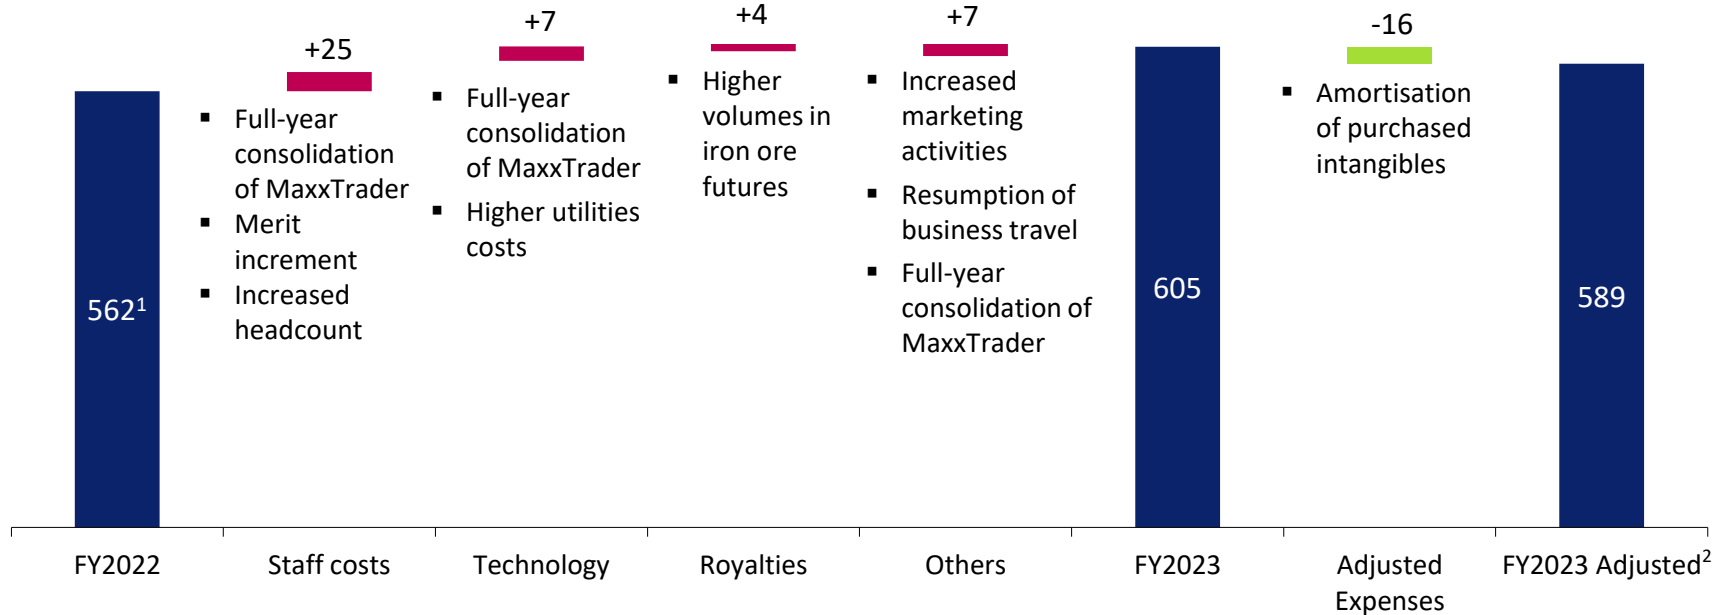 +25
▪ Full-year
consolidation
of MaxxTrader
▪ Merit
increment
▪ Increased
headcount
+7
▪ Full-year
consolidation
of MaxxTrader
▪ Higher utilities
costs
+4
▪ Higher
volumes in
iron ore
futures
+7
▪ Increased
marketing
activities
▪ Resumption of
business travel
▪ Full-year
consolidation of
MaxxTrader
-16
▪ Amortisation
of purchased
intangibles
562¹
605
589
FY2022
Staff costs
Technology
Royalties
Others
FY2023
Adjusted
Expenses
FY2023 Adjusted²